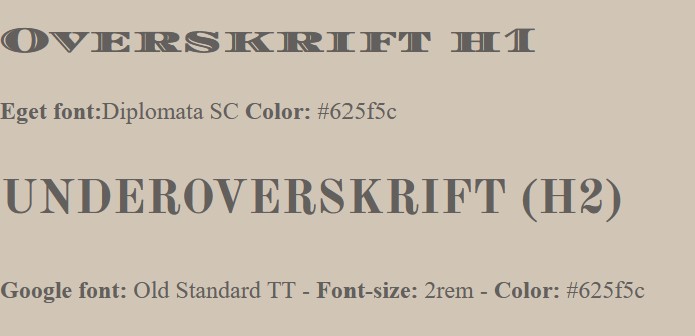 Overskrift H1
Eget font:Diplomata SC Color: #625f5c
UNDEROVERSKRIFT (H2)
Google font: Old Standard TT - Font-size: 2rem - Color: #625f5c